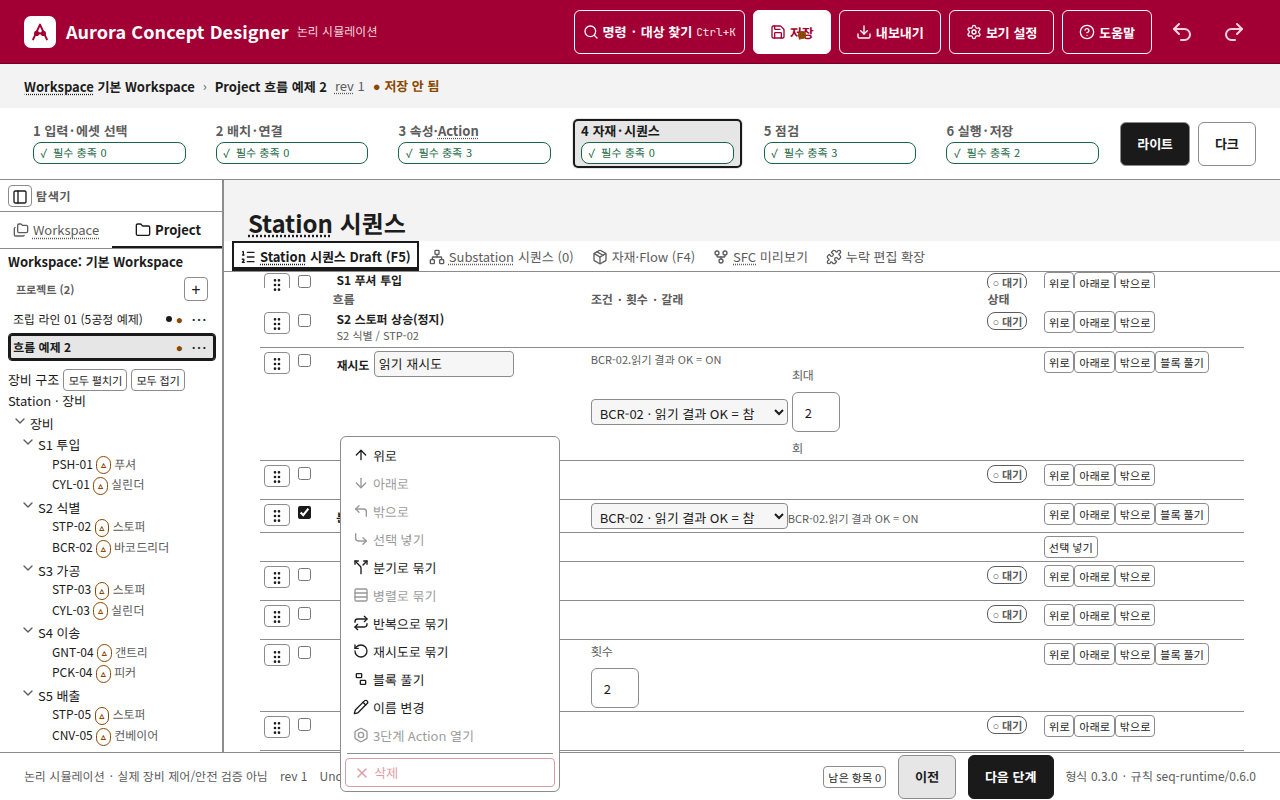 Aurora Concept Designer 논리 시뮬레이션 명령 · 대상 찾기 Ctrl+K 저장 내보내기 보기 설정 도움말
Workspace 기본 Workspace › Project 흐름 예제 2 rev 1 ● 저장 안 됨
1 입력·에셋 선택 2 배치·연결 3 속성·Action 4 자재·시퀀스 5 점검 6 실행·저장
✓ 필수 충족 0 ✓ 필수 충족 0 ✓ 필수 충족 3 ✓ 필수 충족 0 ✓ 필수 충족 3 ✓ 필수 충족 2 라이트 다크
탐색기
Workspace Project
Workspace: 기본 Workspace
프로젝트 (2) +
조립 라인 01 (5공정 예제) ● ● ···
흐름 예제 2 ● ···
장비 구조 모두 펼치기 모두 접기
Station · 장비
장비
S1 투입
PSH-01 푸셔
CYL-01 실린더
S2 식별
STP-02 스토퍼
BCR-02 바코드리더
S3 가공
STP-03 스토퍼
CYL-03 실린더
S4 이송
GNT-04 갠트리
PCK-04 피커
S5 배출
STP-05 스토퍼
CNV-05 컨베이어
Station 시퀀스
Station 시퀀스 Draft (F5) Substation 시퀀스 (0) 자재·Flow (F4) SFC 미리보기 누락 편집 확장
S1 푸셔 투입 ○ 대기 위로 아래로 밖으로
흐름 조건 · 횟수 · 갈래 상태
S2 스토퍼 상승(정지) ○ 대기 위로 아래로 밖으로
S2 식별 / STP-02
재시도 읽기 재시도 BCR-02.읽기 결과 OK = ON 위로 아래로 밖으로 블록 풀기
최대
BCR-02 · 읽기 결과 OK = 참 2
회
○ 대기 위로 아래로 밖으로
BCR-02 · 읽기 결과 OK = 참 BCR-02.읽기 결과 OK = ON 위로 아래로 밖으로 블록 풀기
선택 넣기
○ 대기 위로 아래로 밖으로
○ 대기 위로 아래로 밖으로
횟수 위로 아래로 밖으로 블록 풀기
2
○ 대기 위로 아래로 밖으로
위로
아래로
밖으로
선택 넣기
분기로 묶기
병렬로 묶기
반복으로 묶기
재시도로 묶기
블록 풀기
이름 변경
3단계 Action 열기
삭제
논리 시뮬레이션 · 실제 장비 제어/안전 검증 아님 rev 1 남은 항목 0 이전 다음 단계 형식 0.3.0 · 규칙 seq-runtime/0.6.0